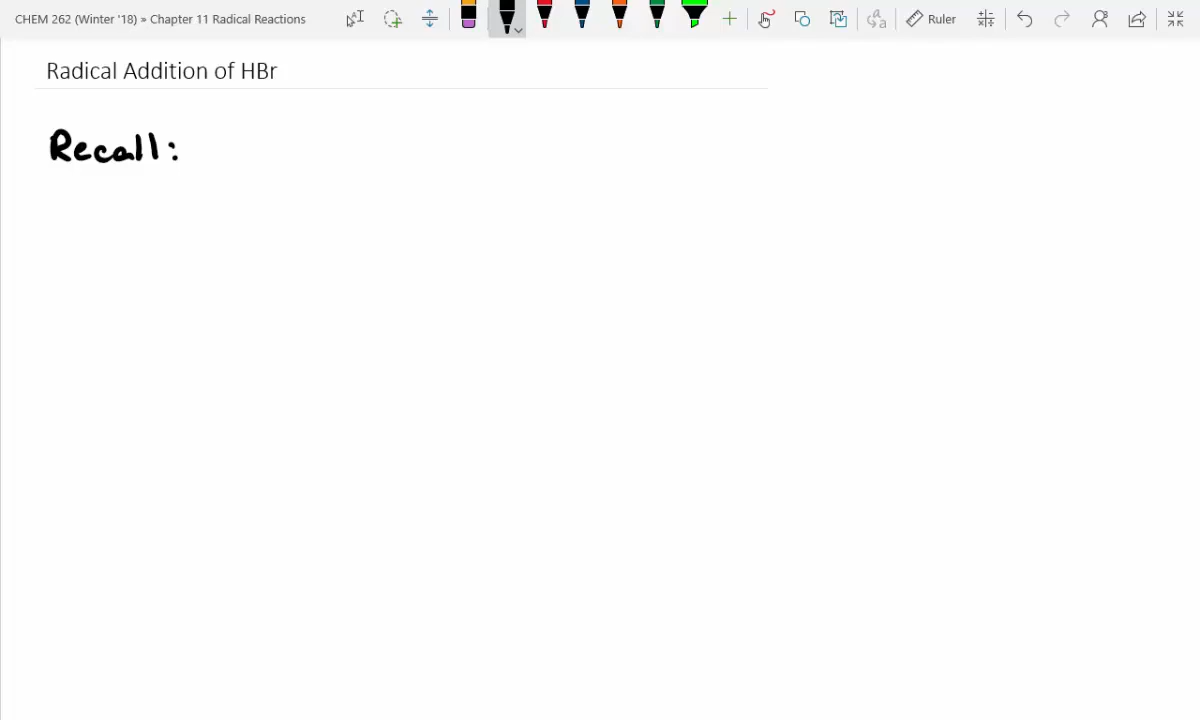 CHEM 262 (Winter '18) » Chapter 11 Radical Reactions
Ruler
Radical Addition of HBr
Recall: